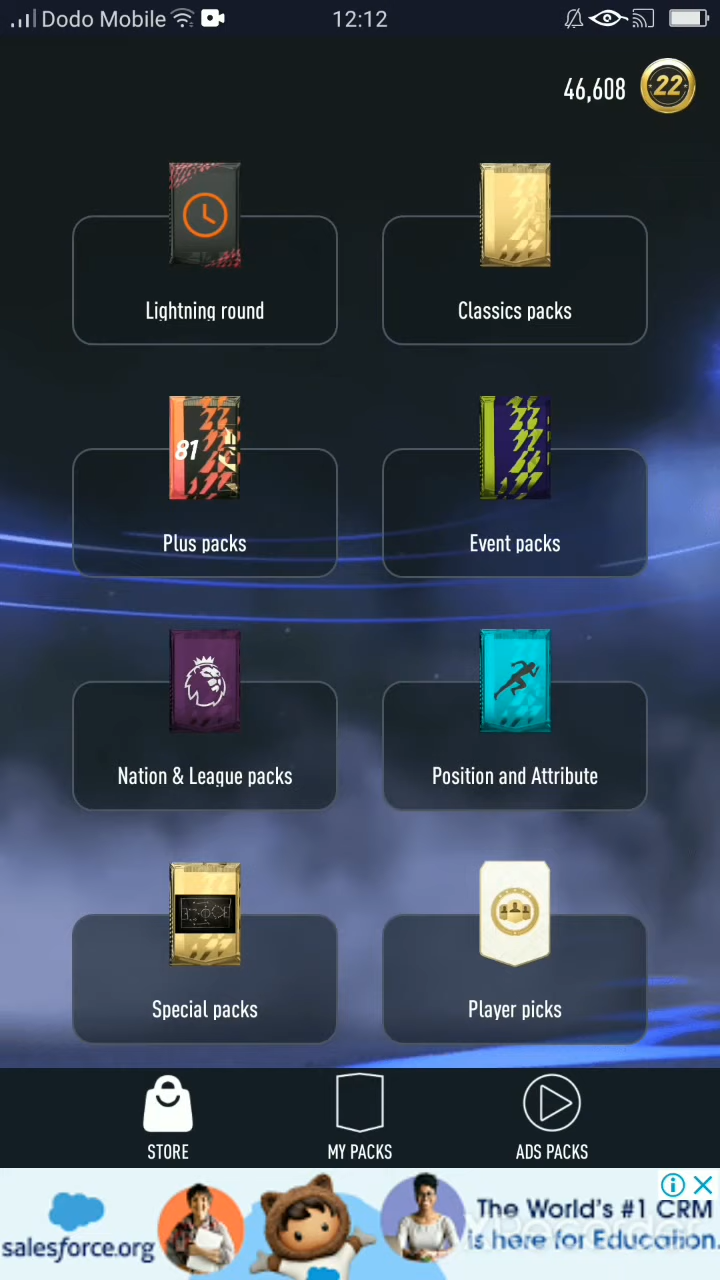 Dodo Mobile 12:12
46,608 22
Lightning round
Classics packs
81
Plus packs
Event packs
Nation & League packs
Position and Attribute
Special packs
Player picks
STORE
MY PACKS
ADS PACKS
salesforce.org
The World's #1 CRM
is here for Education.